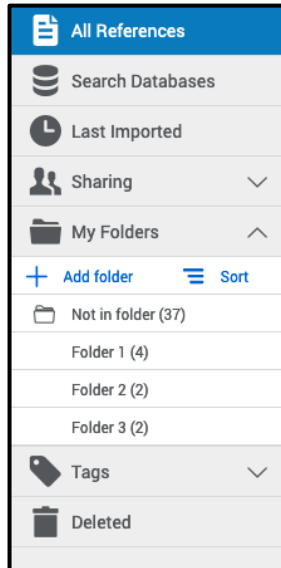 All References
Search Databases
Last Imported
Sharing
My Folders
Add folder Sort
Not in folder (37)
Folder 1 (4)
Folder 2 (2)
Folder 3 (2)
Tags
Deleted